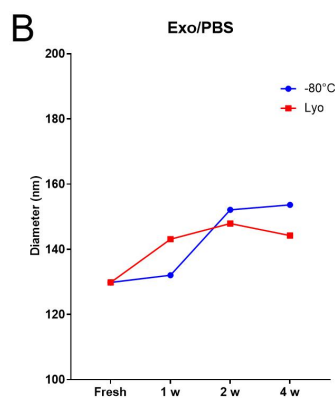 B
Exo/PBS
-80°C
Lyo
Diameter (nm)
200
180
160
140
120
100
Fresh 1 w 2 w 4 w